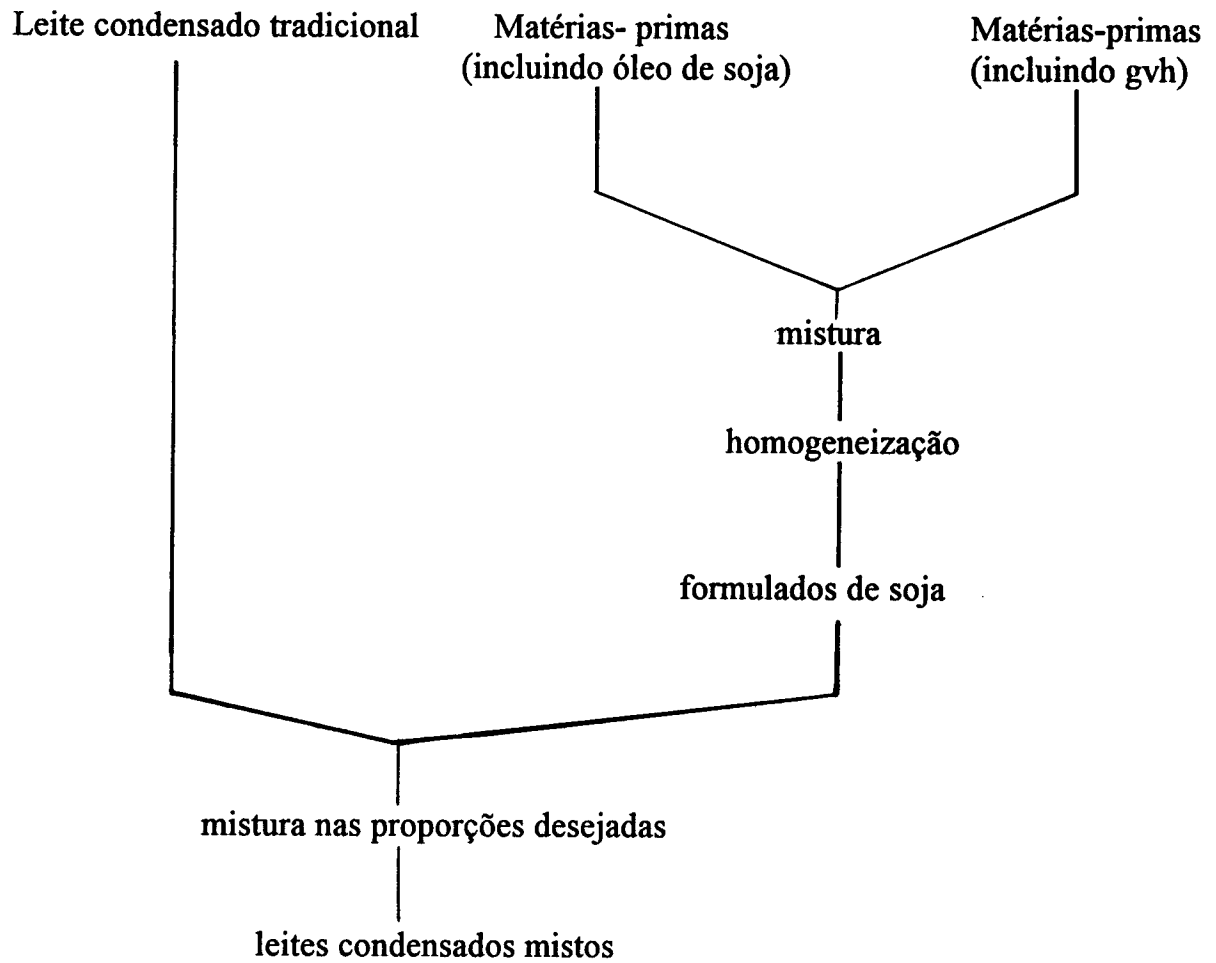 Leite condensado tradicional
Matérias- primas
(incluindo óleo de soja)
Matérias-primas
(incluindo gvh)
mistura
homogeneização
formulados de soja
mistura nas proporções desejadas
leites condensados mistos